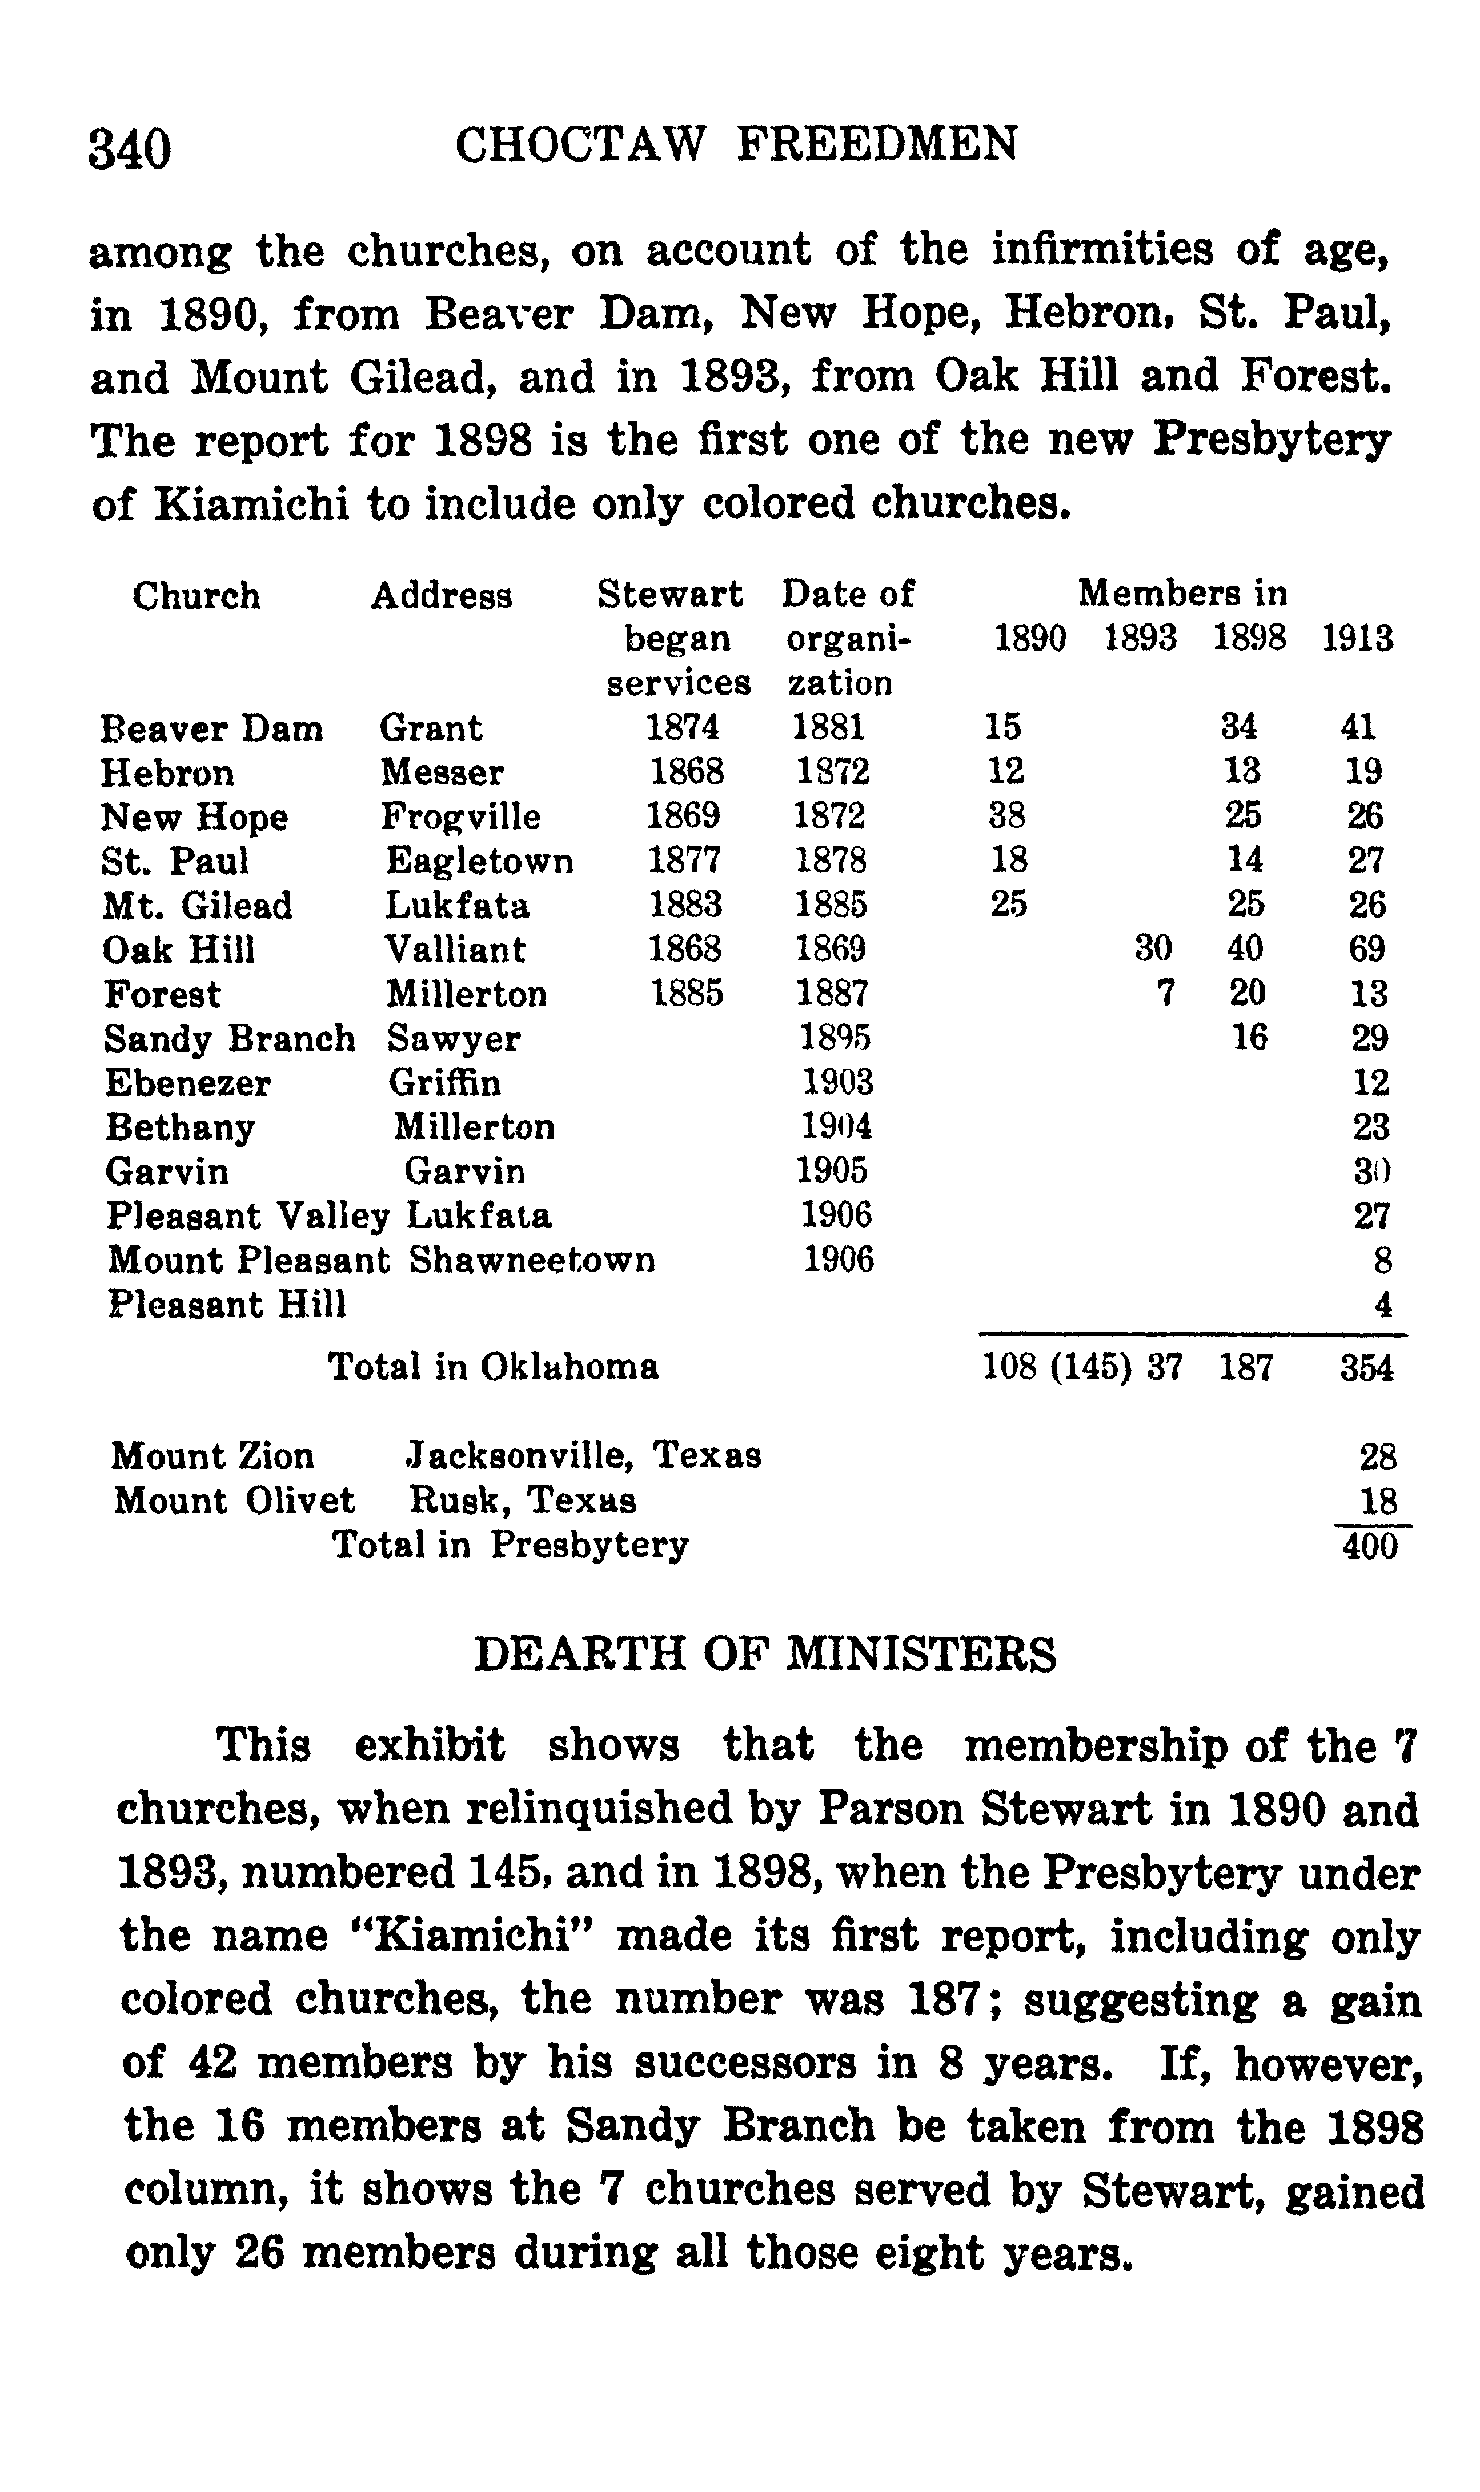 340 CHOCTAW FREEDMEN
among the churches, on account of the infirmities of age,
in 1890, from Beaver Dam, New Hope, Hebron, St. Paul,
and Mount Gilead, and in 1893, from Oak Hill and Forest.
The report for 1898 is the first one of the new Presbytery
of Kiamichi to include only colored churches.
Church Address Stewart Date of Members in
began organi- 1890 1893 1898 1913
services zation
Beaver Dam Grant 1874 1881 15 34 41
Hebron Messer 1868 1872 12 13 19
New Hope Frogville 1869 1872 38 25 26
St. Paul Eagletown 1877 1878 18 14 27
Mt. Gilead Lukfata 1883 1885 25 25 26
Oak Hill Valliant 1868 1869 30 40 69
Forest Millerton 1885 1887 7 20 13
Sandy Branch Sawyer 1895 16 29
Ebenezer Griffin 1903 12
Bethany Millerton 1904 23
Garvin Garvin 1905 30
Pleasant Valley Lukfata 1906 27
Mount Pleasant Shawneetown 1906 8
Pleasant Hill 4
Total in Oklahoma 108 (145) 37 187 354
Mount Zion Jacksonville, Texas 28
Mount Olivet Rusk, Texas 18
Total in Presbytery 400
DEARTH OF MINISTERS
This exhibit shows that the membership of the 7
churches, when relinquished by Parson Stewart in 1890 and
1893, numbered 145, and in 1898, when the Presbytery under
the name "Kiamichi" made its first report, including only
colored churches, the number was 187; suggesting a gain
of 42 members by his successors in 8 years. If, however,
the 16 members at Sandy Branch be taken from the 1898
column, it shows the 7 churches served by Stewart, gained
only 26 members during all those eight years.